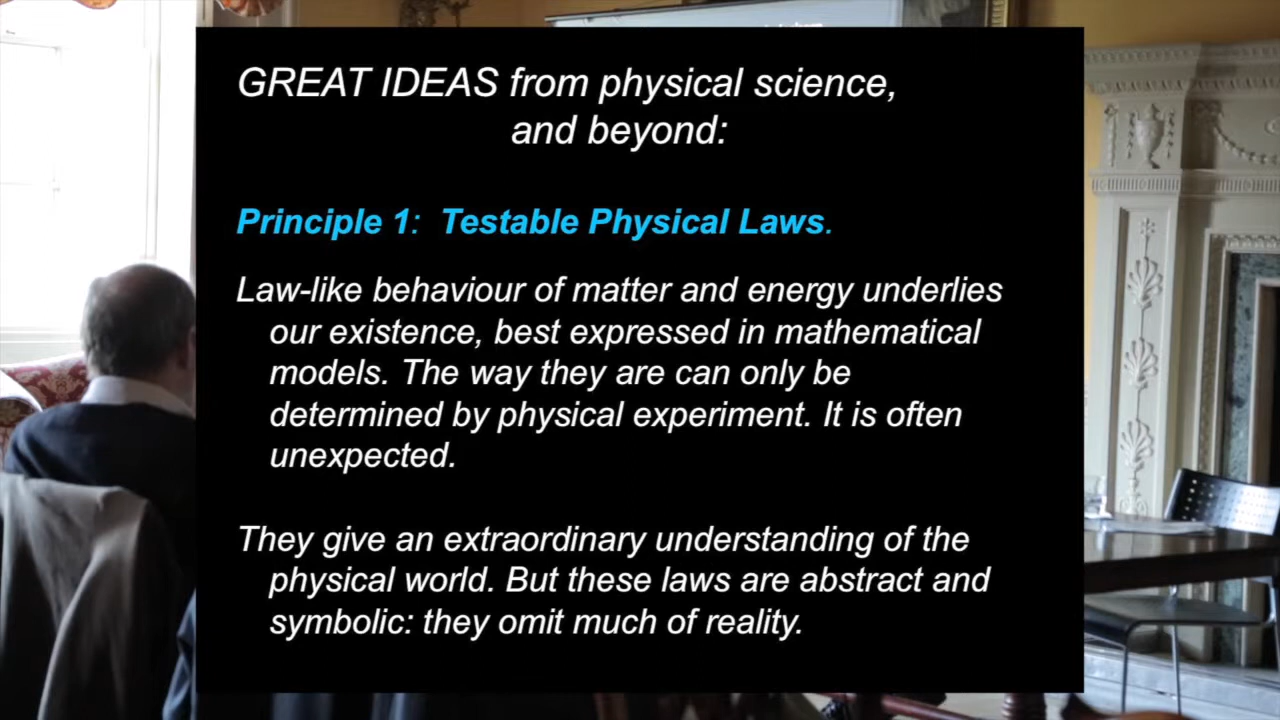 GREAT IDEAS from physical science,
and beyond:
Principle 1: Testable Physical Laws.
Law-like behaviour of matter and energy underlies
our existence, best expressed in mathematical
models. The way they are can only be
determined by physical experiment. It is often
unexpected.
They give an extraordinary understanding of the
physical world. But these laws are abstract and
symbolic: they omit much of reality.